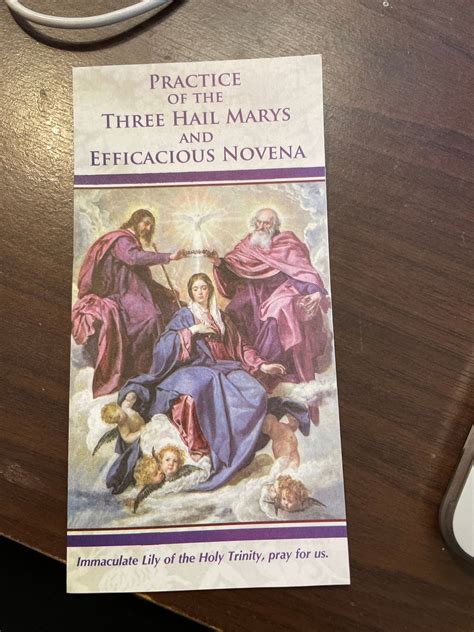 PRACTICE
OF THE
THREE HAIL MARYS
AND
EFFICACIOUS NOVENA
Immaculate Lily of the Holy Trinity, pray for us.